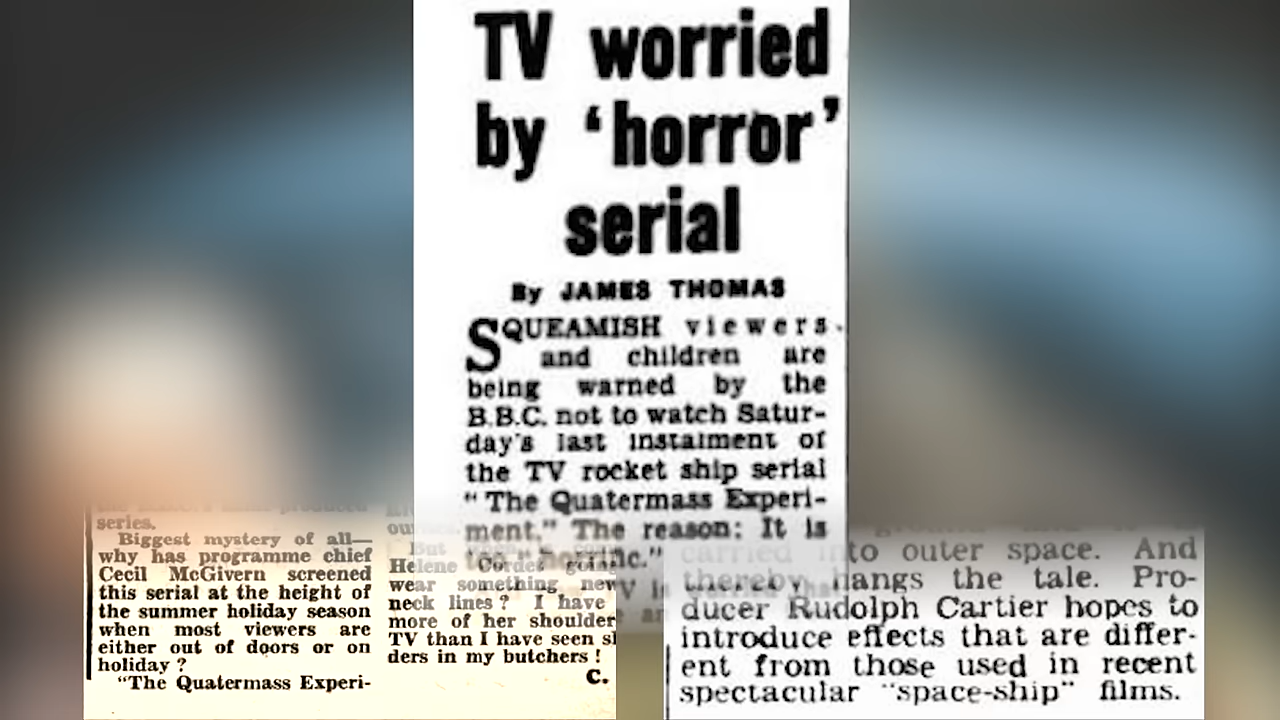 TV worried
by ‘horror’
serial
By JAMES THOMAS
SQUEAMISH viewers
and children are
being warned by the
B.B.C. not to watch Satur-
day's last instalment of
the TV rocket ship serial
“The Quatermass Experi-
ment.” The reason: It is
series.
Biggest mystery of all—
why has programme chief
Cecil McGivern screened
this serial at the height of
the summer holiday season
when most viewers are
either out of doors or on
holiday ?
“The Quatermass Experi-
Helene Cordet going
wear something new
neck lines ? I have
more of her shoulder
TV than I have seen sl
ders in my butchers !
C.
carried into outer space. And
thereby hangs the tale. Pro-
ducer Rudolph Cartier hopes to
introduce effects that are differ-
ent from those used in recent
spectacular “space-ship” films.